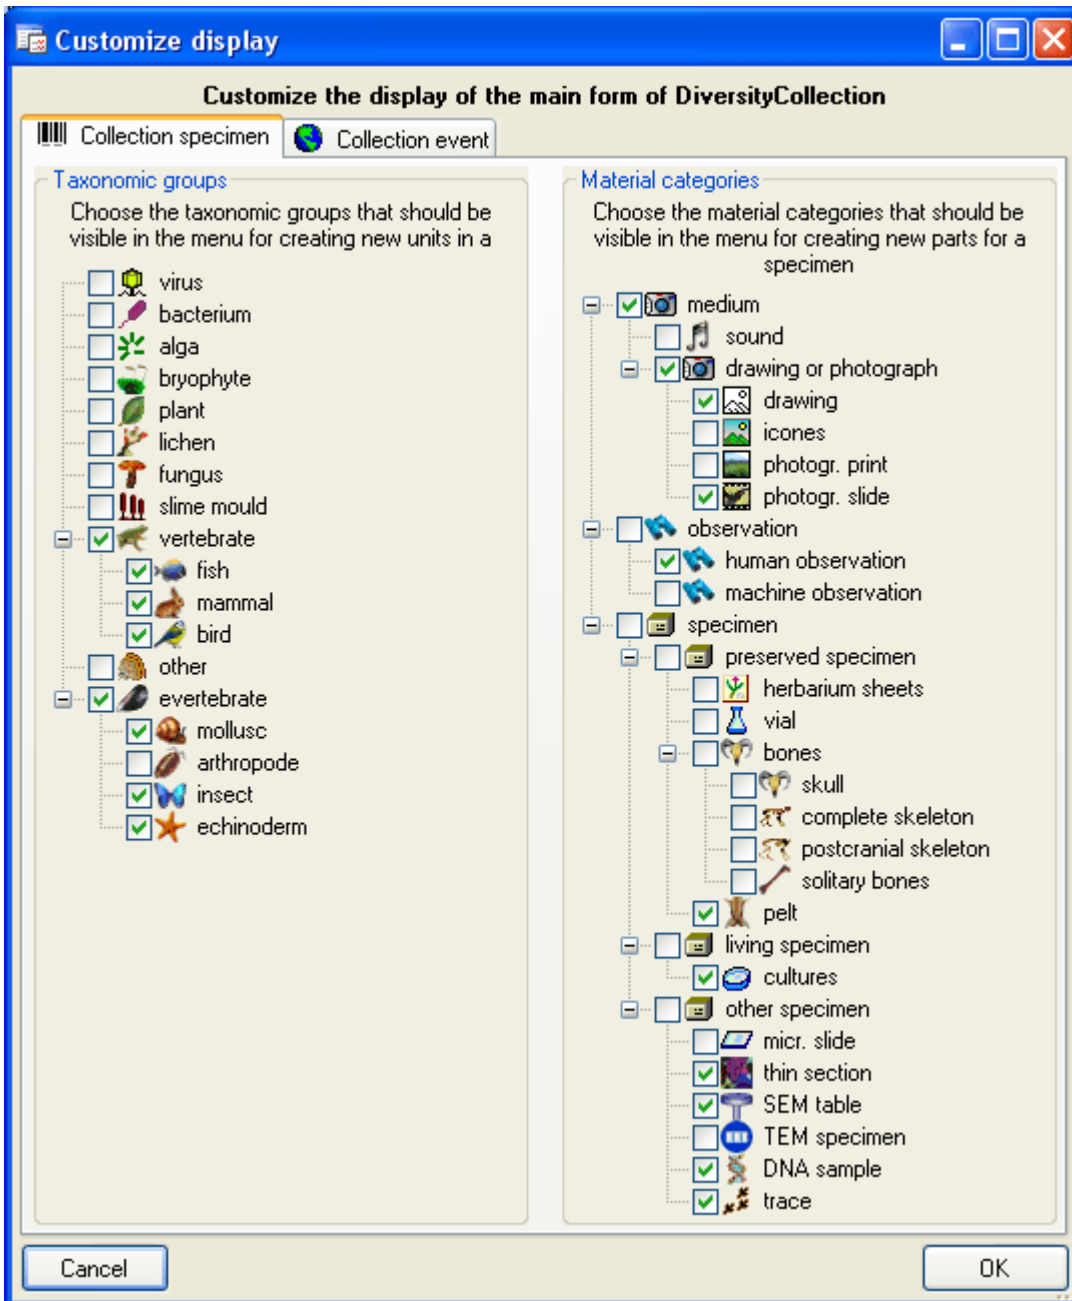 Customize display
Customize the display of the main form of DiversityCollection
Collection specimen
Collection event
Taxonomic groups
Choose the taxonomic groups that should be
visible in the menu for creating new units in a
virus
bacterium
alga
bryophyte
plant
lichen
fungus
slime mould
vertebrate
fish
mammal
bird
other
evertebrate
mollusc
arthropode
insect
echinoderm
Material categories
Choose the material categories that should be
visible in the menu for creating new parts for a
specimen
medium
sound
drawing or photograph
drawing
icones
photogr. print
photogr. slide
observation
human observation
machine observation
specimen
preserved specimen
herbarium sheets
vial
bones
skull
complete skeleton
postcranial skeleton
solitary bones
pelt
living specimen
cultures
other specimen
micr. slide
thin section
SEM table
TEM specimen
DNA sample
trace
Cancel
OK